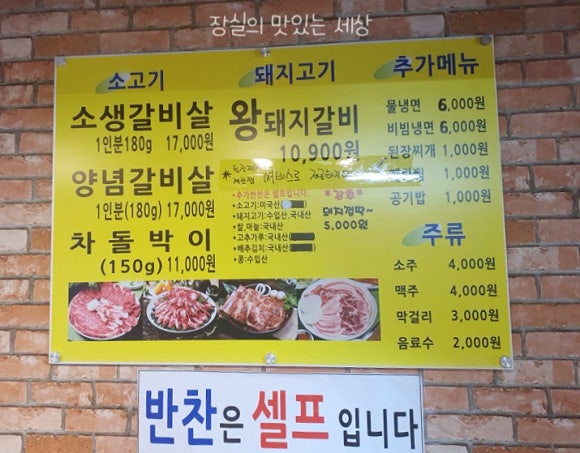 장실의 맛있는 세상
소고기
소생갈비살
1인분180g 17,000원
양념갈비살
1인분(180g) 17,000원
차돌박이
(150g) 11,000원
돼지고기
왕돼지갈비
10,900원
서비스로
*추가반찬은 셀프입니다.
•소고기:미국산
•돼지고기:수입산,국내산
•쌀,마늘:국내산
•고추가루:국내산
•배추김치:국내산
•콩:수입산
5,000원
추가메뉴
물냉면 6,000원
비빔냉면 6,000원
된장찌개 1,000원
계란찜 1,000원
공기밥 1,000원
주류
소주 4,000원
맥주 4,000원
막걸리 3,000원
음료수 2,000원
반찬은 셀프입니다